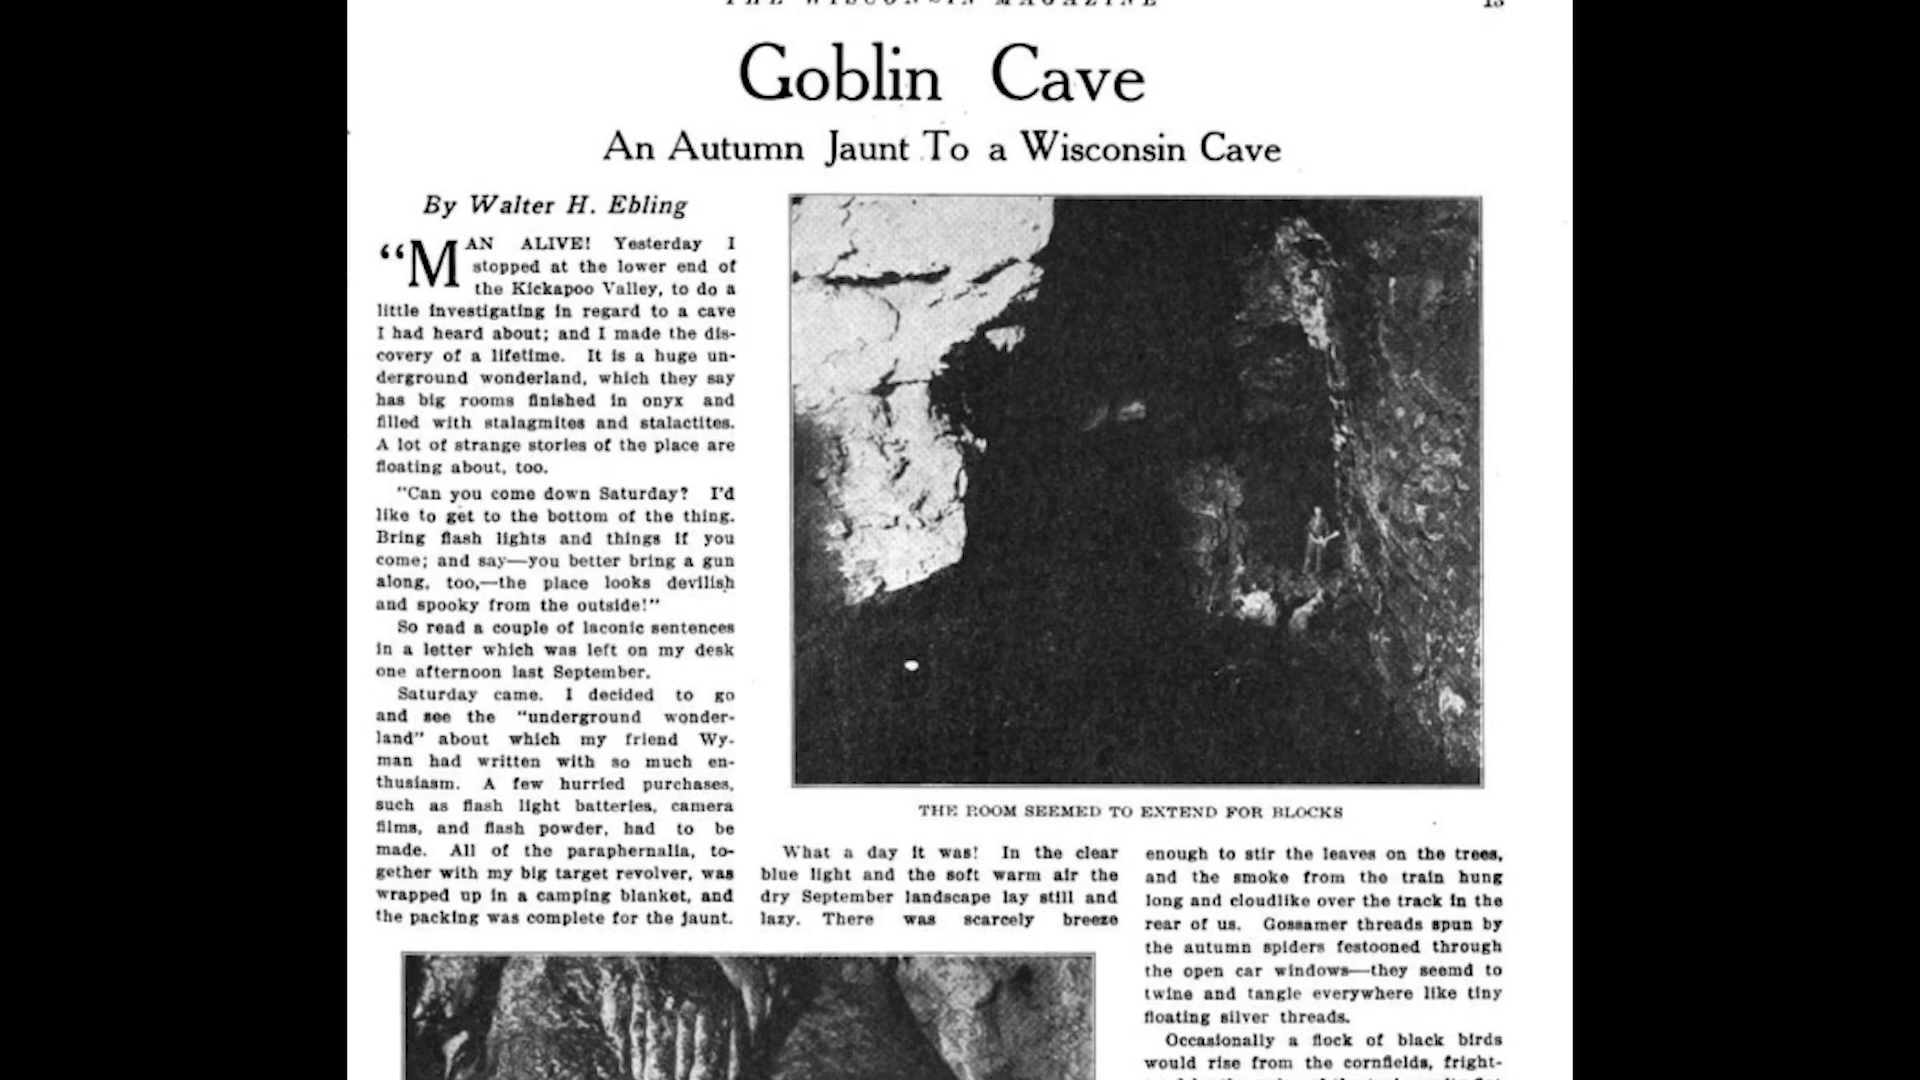 THE WISCONSIN MAGAZINE 13
Goblin Cave
An Autumn Jaunt To a Wisconsin Cave
By Walter H. Ebling
"MAN ALIVE! Yesterday I
stopped at the lower end of
the Kickapoo Valley, to do a
little investigating in regard to a cave
I had heard about; and I made the dis-
covery of a lifetime. It is a huge un-
derground wonderland, which they say
has big rooms finished in onyx and
filled with stalagmites and stalactites.
A lot of strange stories of the place are
floating about, too.
"Can you come down Saturday? I'd
like to get to the bottom of the thing.
Bring flash lights and things if you
come; and say—you better bring a gun
along, too,—the place looks devilish
and spooky from the outside!"
So read a couple of laconic sentences
in a letter which was left on my desk
one afternoon last September.
Saturday came. I decided to go
and see the "underground wonder-
land" about which my friend Wy-
man had written with so much en-
thusiasm. A few hurried purchases,
such as flash light batteries, camera
films, and flash powder, had to be
made. All of the paraphernalia, to-
gether with my big target revolver, was
wrapped up in a camping blanket, and
the packing was complete for the jaunt.
THE ROOM SEEMED TO EXTEND FOR BLOCKS
What a day it was! In the clear
blue light and the soft warm air the
dry September landscape lay still and
lazy. There was scarcely breeze
enough to stir the leaves on the trees,
and the smoke from the train hung
long and cloudlike over the track in the
rear of us. Gossamer threads spun by
the autumn spiders festooned through
the open car windows—they seemd to
twine and tangle everywhere like tiny
floating silver threads.
Occasionally a flock of black birds
would rise from the cornfields, fright-